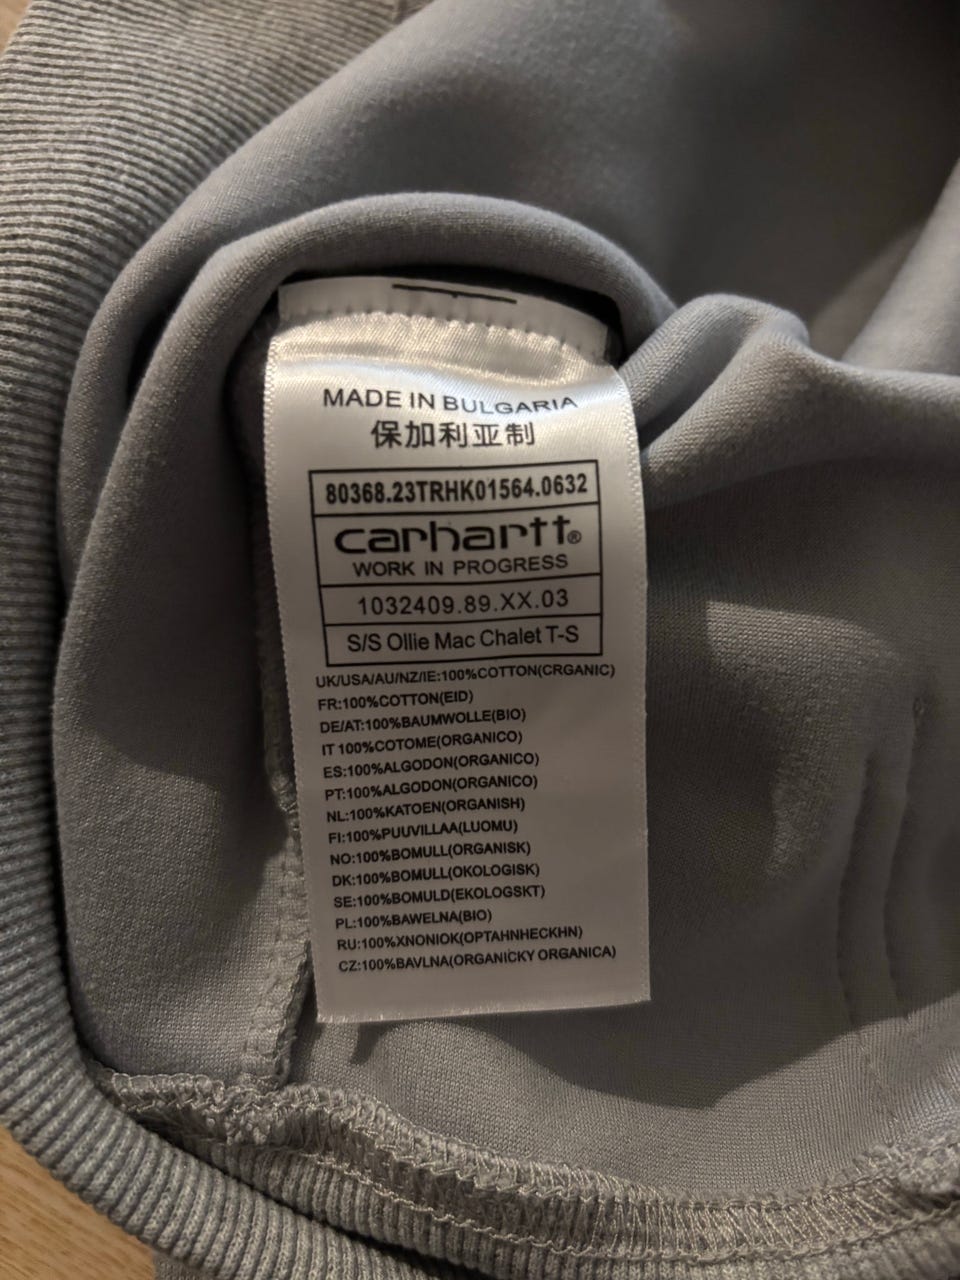 MADE IN BULGARIA
保加利亚制
80368.23TRHK01564.0632
carhartt®
WORK IN PROGRESS
1032409.89.XX.03
S/S Ollie Mac Chalet T-S
UK/USA/AU/NZ/IE:100%COTTON(CRGANIC)
FR:100%COTTON(EID)
DE/AT:100%BAUMWOLLE(BIO)
IT 100%COTOME(ORGANICO)
ES:100%ALGODON(ORGANICO)
PT:100%ALGODON(ORGANICO)
NL:100%KATOEN(ORGANISH)
FI:100%PUUVILLAA(LUOMU)
NO:100%BOMULL(ORGANISK)
DK:100%BOMULL(OKOLOGISK)
SE:100%BOMULD(EKOLOGSKT)
PL:100%BAWELNA(BIO)
RU:100%XNONIOK(OPTAHNHECKHN)
CZ:100%BAVLNA(ORGANICKY ORGANICA)